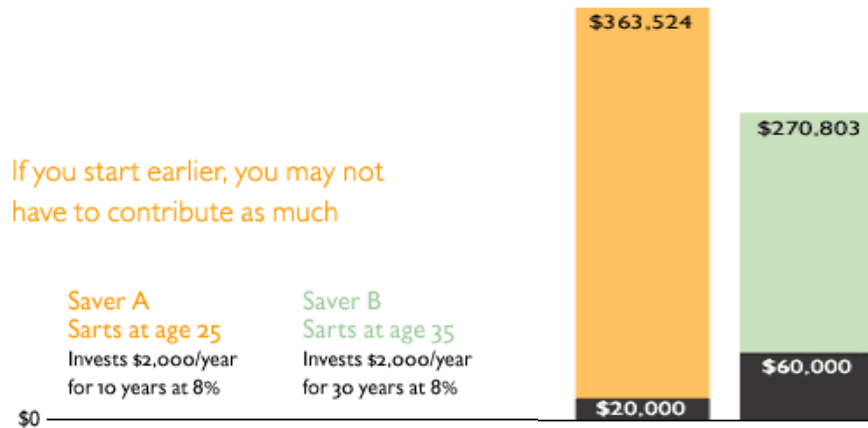 $363,524
$270,803
If you start earlier, you may not
have to contribute as much
Saver A
Sarts at age 25
Invests $2,000/year
for 10 years at 8%
Saver B
Sarts at age 35
Invests $2,000/year
for 30 years at 8%
$60,000
$20,000
$0